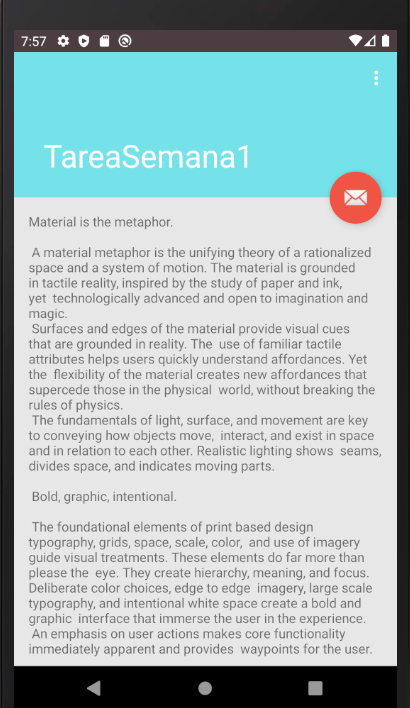 7:57
TareaSemana1
Material is the metaphor.
A material metaphor is the unifying theory of a rationalized
space and a system of motion. The material is grounded
in tactile reality, inspired by the study of paper and ink,
yet  technologically advanced and open to imagination and
magic.
Surfaces and edges of the material provide visual cues
that are grounded in reality. The  use of familiar tactile
attributes helps users quickly understand affordances. Yet
the  flexibility of the material creates new affordances that
supercede those in the physical  world, without breaking the
rules of physics.
The fundamentals of light, surface, and movement are key
to conveying how objects move,  interact, and exist in space
and in relation to each other. Realistic lighting shows  seams,
divides space, and indicates moving parts.
Bold, graphic, intentional.
The foundational elements of print based design
typography, grids, space, scale, color,  and use of imagery
guide visual treatments. These elements do far more than
please the  eye. They create hierarchy, meaning, and focus.
Deliberate color choices, edge to edge  imagery, large scale
typography, and intentional white space create a bold and
graphic  interface that immerse the user in the experience.
An emphasis on user actions makes core functionality
immediately apparent and provides  waypoints for the user.